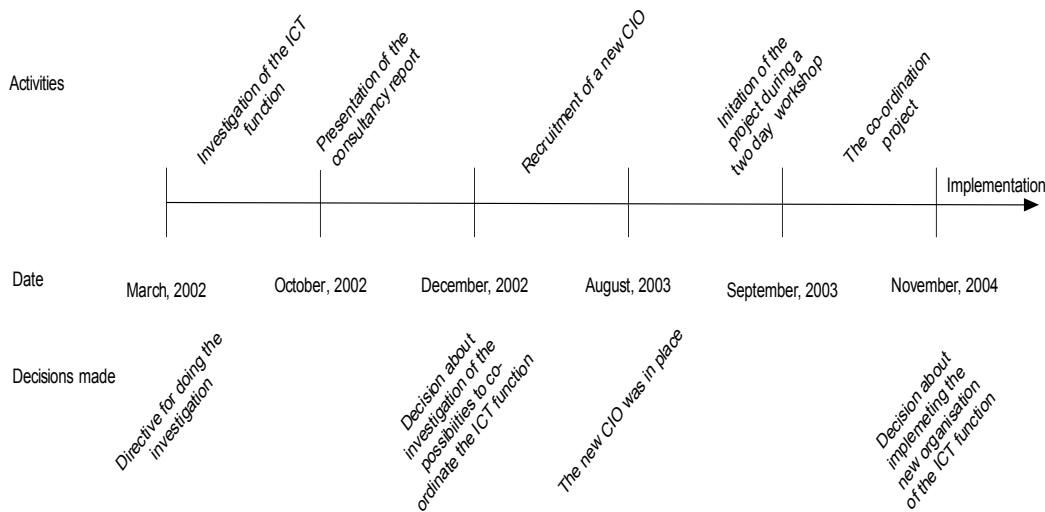 Activities
Investigation of the ICT
function
Presentation of the
consultancy report
Recruitment of a new CIO
Initation of the
project during a
two day workshop
The co-ordination
project
Implementation
Date
March, 2002
October, 2002
December, 2002
August, 2003
September, 2003
November, 2004
Decisions made
Directive for doing the
investigation
Decision about
investigation of the
possibiities to co-
ordinate the ICT function
The new CIO was in place
Decision about
implemeting the
new organisation
of the ICT function